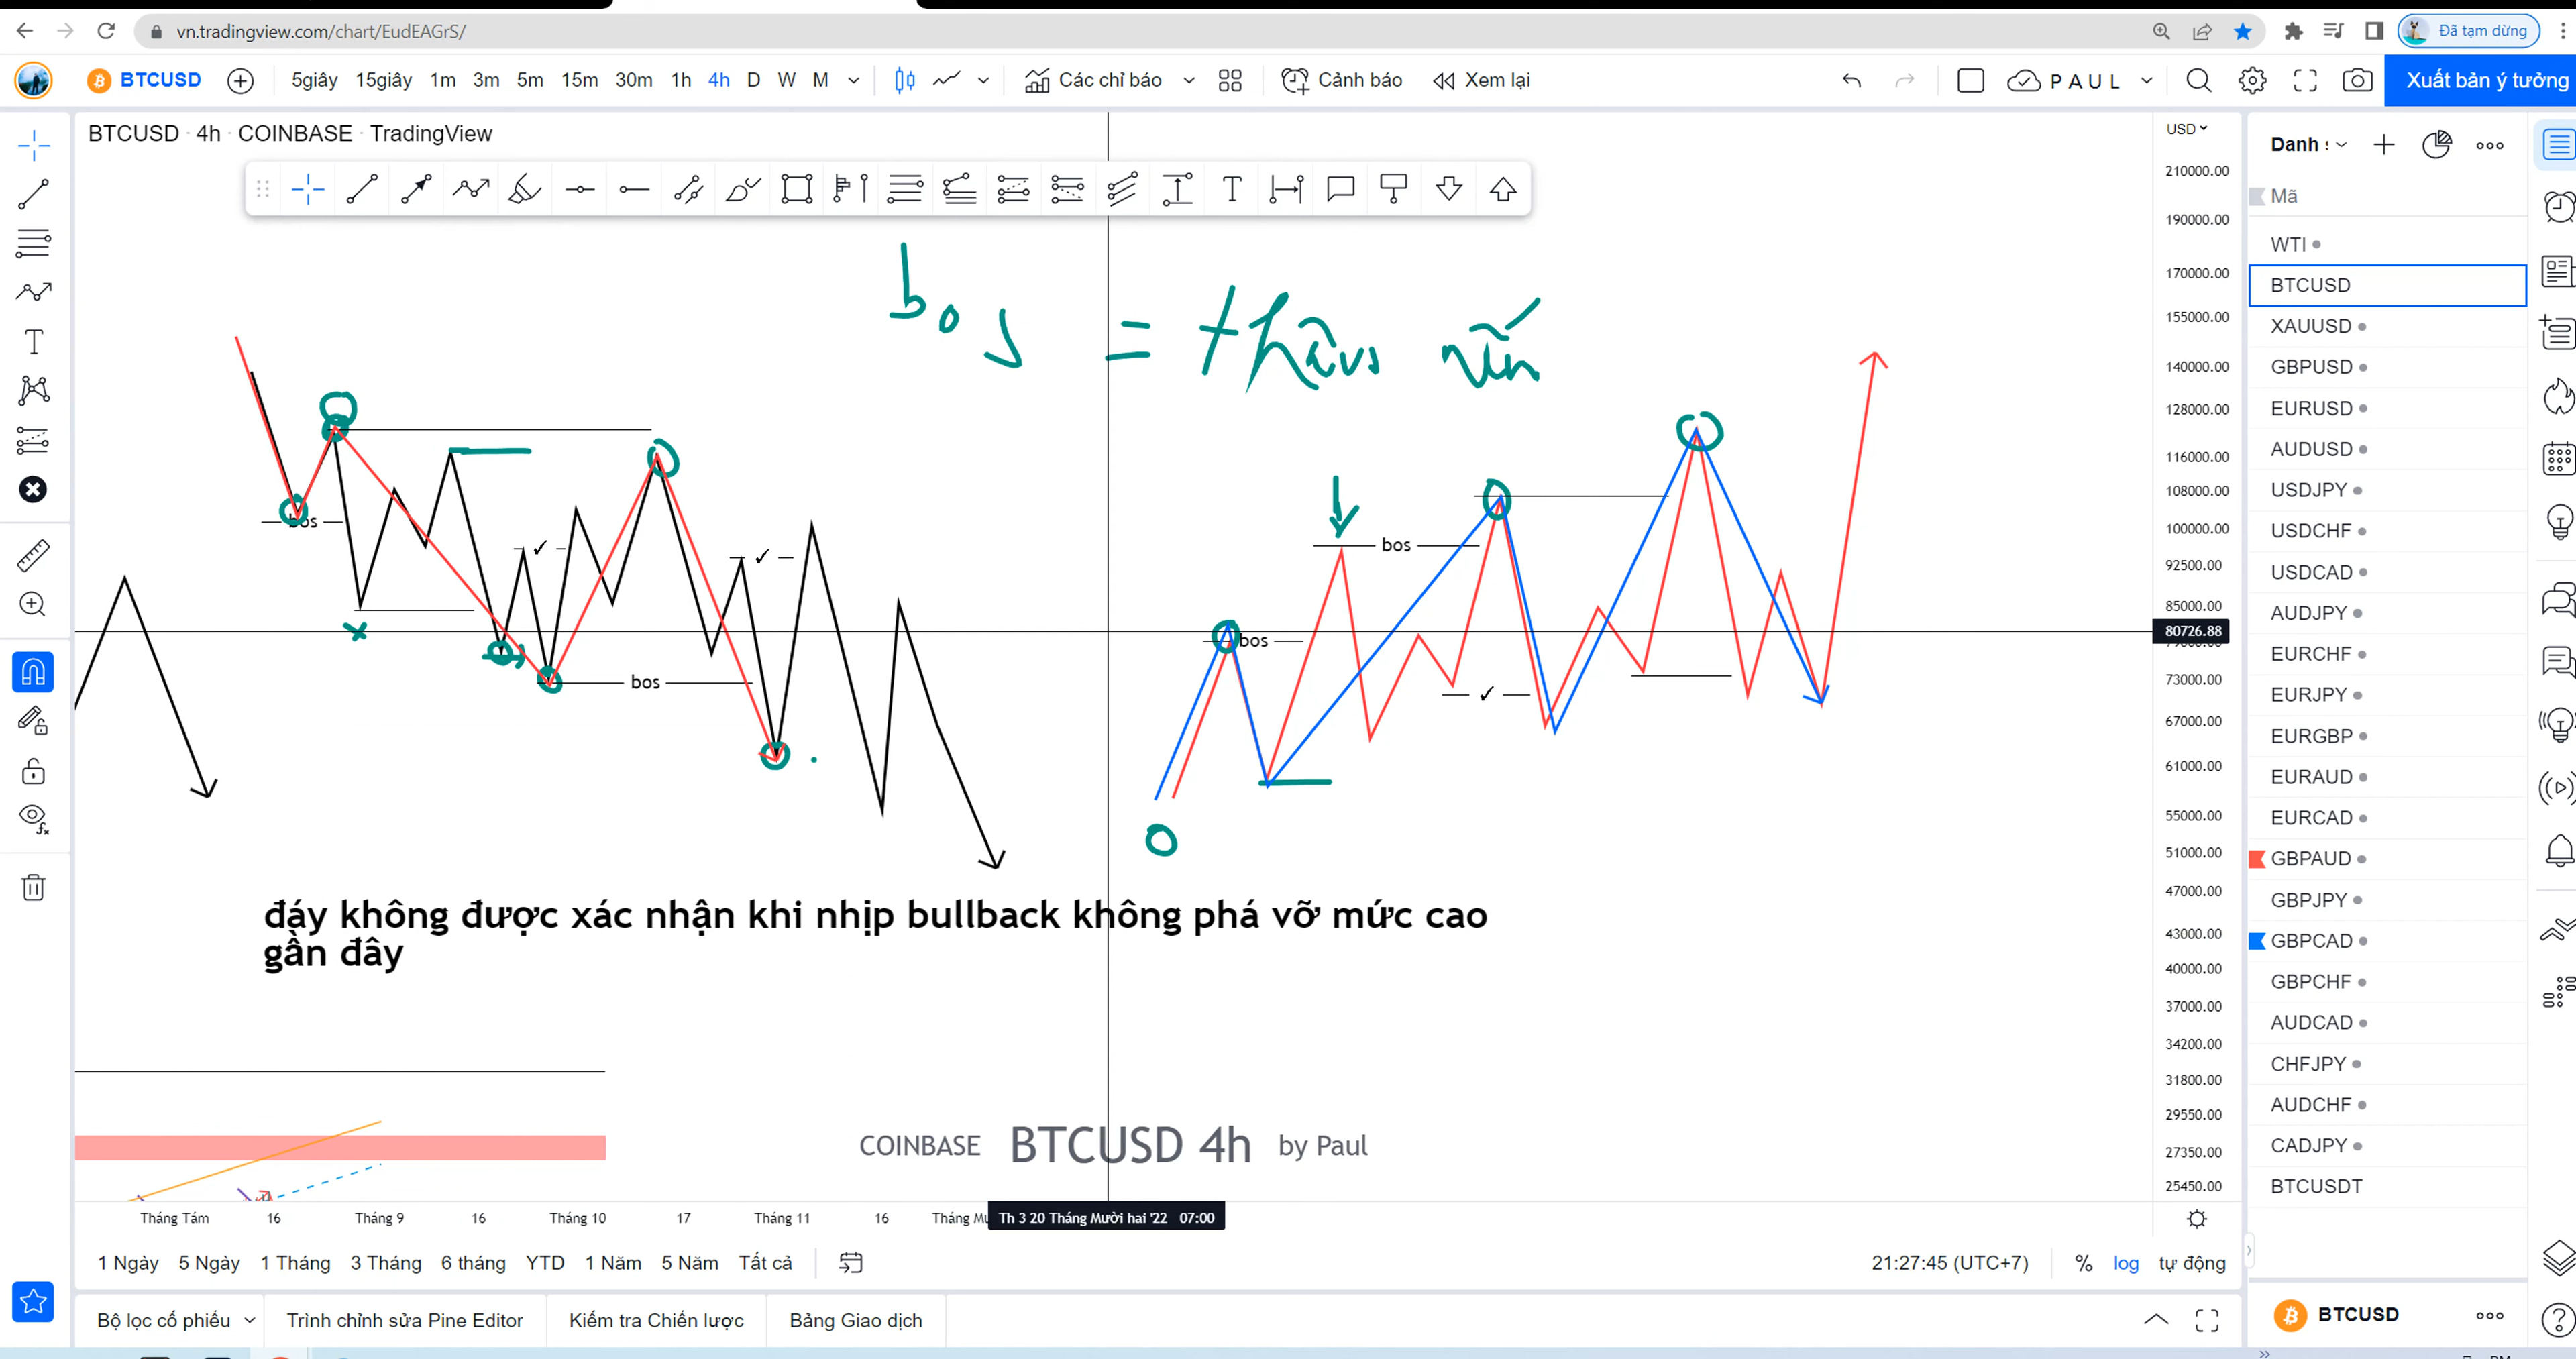 vn.tradingview.com/chart/EudEAGrS/
Đã tạm dừng
BTCUSD
5giây 15giây 1m 3m 5m 15m 30m 1h 4h D W M
Các chỉ báo
Cảnh báo
Xem lại
PAUL
Xuất bản ý tưởng
BTCUSD · 4h · COINBASE · TradingView
USD
210000.00
190000.00
170000.00
155000.00
140000.00
128000.00
116000.00
108000.00
100000.00
92500.00
85000.00
80726.88
73000.00
67000.00
61000.00
55000.00
51000.00
47000.00
43000.00
40000.00
37000.00
34200.00
31800.00
29550.00
27350.00
25450.00
bos = thân nến
bos
bos
bos
bos
đáy không được xác nhận khi nhịp bullback không phá vỡ mức cao
gần đây
COINBASE BTCUSD 4h by Paul
Tháng Tám 16 Tháng 9 16 Tháng 10 17 Tháng 11 16
Th 3 20 Tháng Mười hai '22 07:00
1 Ngày 5 Ngày 1 Tháng 3 Tháng 6 tháng YTD 1 Năm 5 Năm Tất cả
21:27:45 (UTC+7) % log tự động
Bộ lọc cổ phiếu Trình chỉnh sửa Pine Editor Kiểm tra Chiến lược Bảng Giao dịch
Danh
Mã
WTI
BTCUSD
XAUUSD
GBPUSD
EURUSD
AUDUSD
USDJPY
USDCHF
USDCAD
AUDJPY
EURCHF
EURJPY
EURGBP
EURAUD
EURCAD
GBPAUD
GBPJPY
GBPCAD
GBPCHF
AUDCAD
CHFJPY
AUDCHF
CADJPY
BTCUSDT
BTCUSD